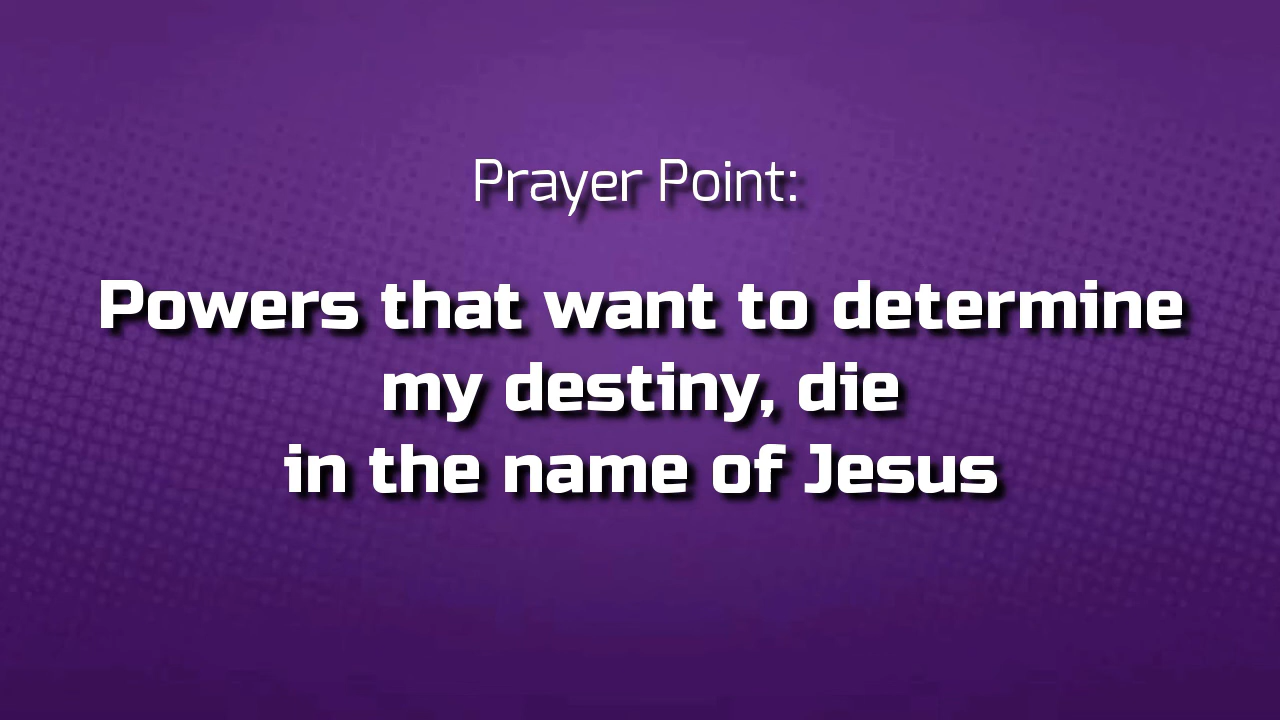 Prayer Point:
Powers that want to determine
my destiny, die
in the name of Jesus